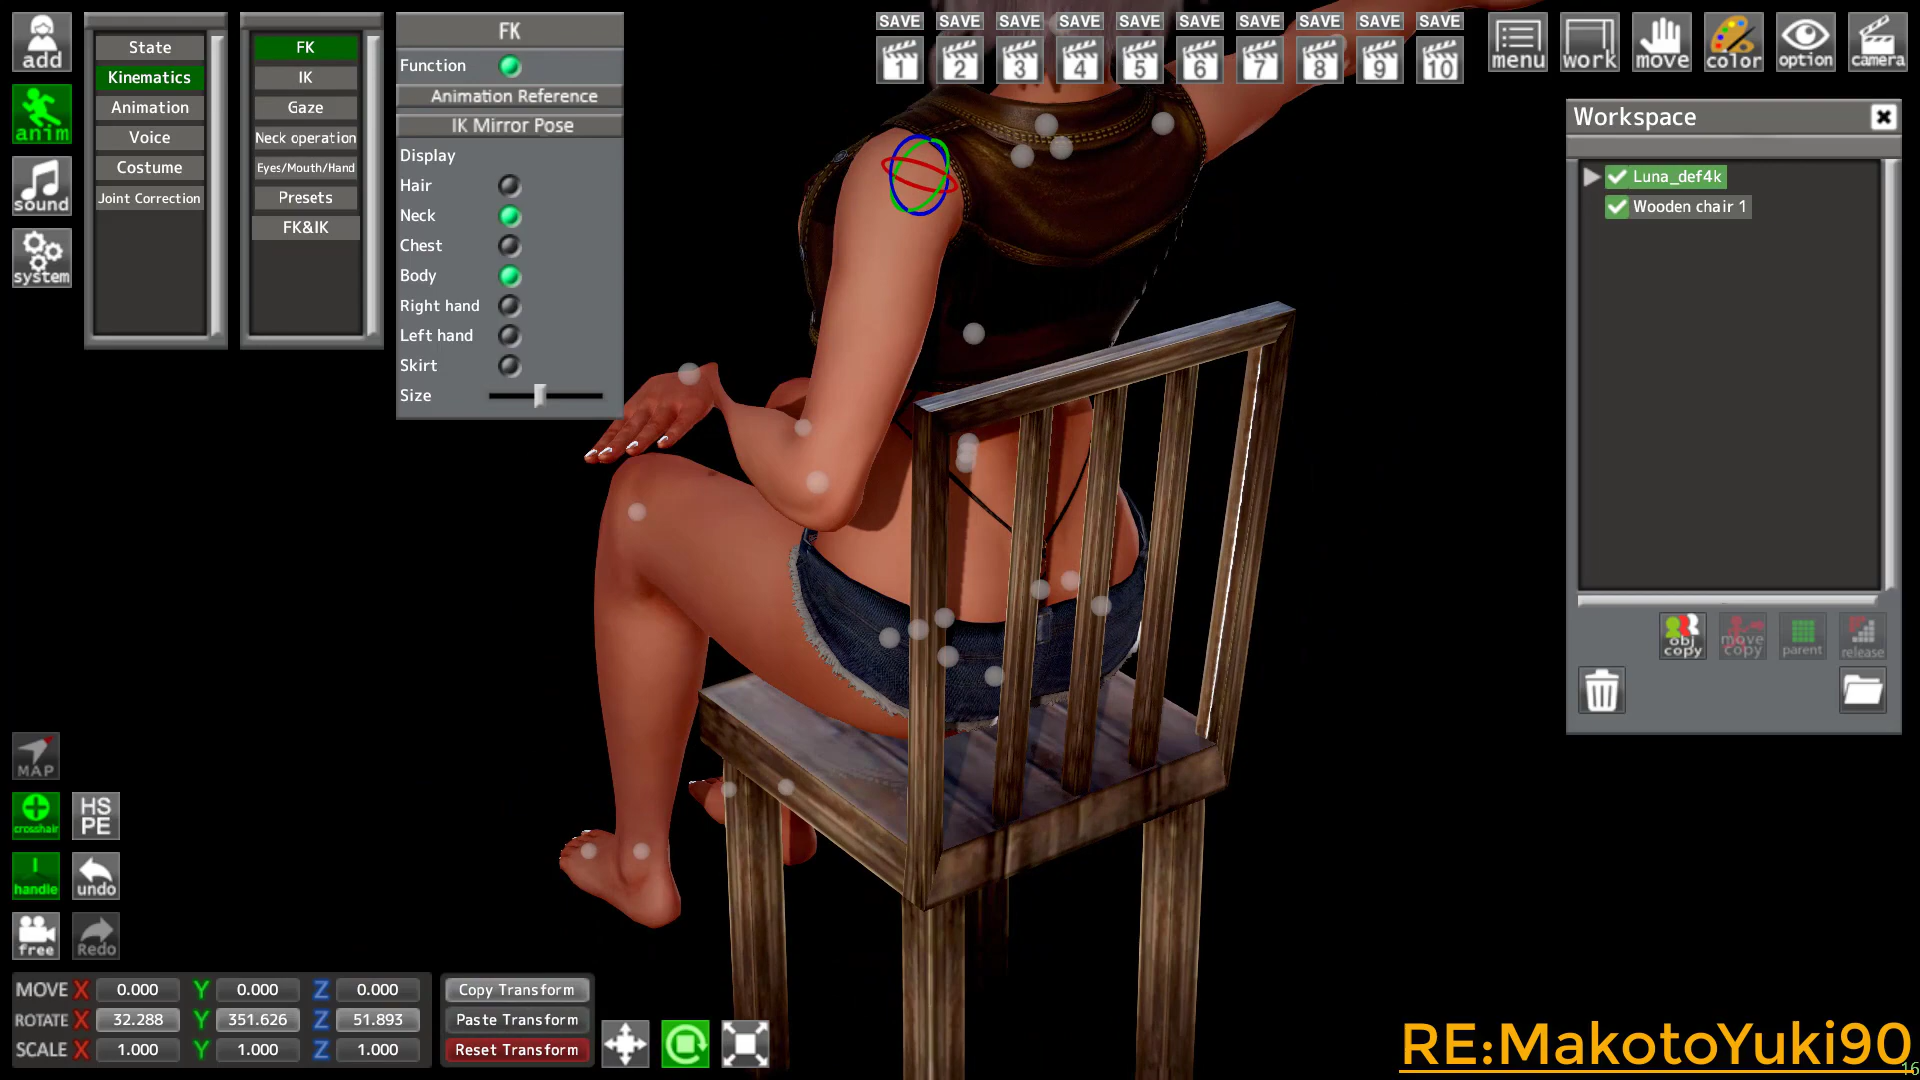 add
anim
sound
system
State
Kinematics
Animation
Voice
Costume
Joint Correction
FK
IK
Gaze
Neck operation
Eyes/Mouth/Hand
Presets
FK&IK
FK
Function
Animation Reference
IK Mirror Pose
Display
Hair
Neck
Chest
Body
Right hand
Left hand
Skirt
Size
SAVE SAVE SAVE SAVE SAVE SAVE SAVE SAVE SAVE SAVE
1 2 3 4 5 6 7 8 9 10
menu work move color option camera
Workspace
Luna_def4k
Wooden chair 1
obj copy
move copy
parent
release
MAP
crosshair
HS PE
handle
undo
free
Redo
MOVE X 0.000 Y 0.000 Z 0.000
ROTATE X 32.288 Y 351.626 Z 51.893
SCALE X 1.000 Y 1.000 Z 1.000
Copy Transform
Paste Transform
Reset Transform
RE:MakotoYuki90
16